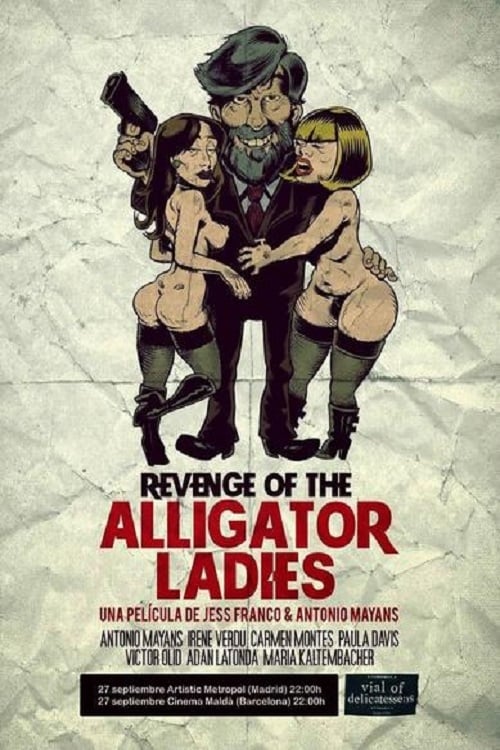 REVENGE OF THE
ALLIGATOR
LADIES
UNA PELÍCULA DE JESS FRANCO & ANTONIO MAYANS
ANTONIO MAYANS IRENE VERDU CARMEN MONTES PAULA DAVIS
VICTOR OLID ADAN LATONDA MARIA KALTEMBACHER
27 septiembre Artistic Metropol (Madrid) 22:00h
27 septiembre Cinema Maldà (Barcelona) 22:00h
vial of
delicatessens